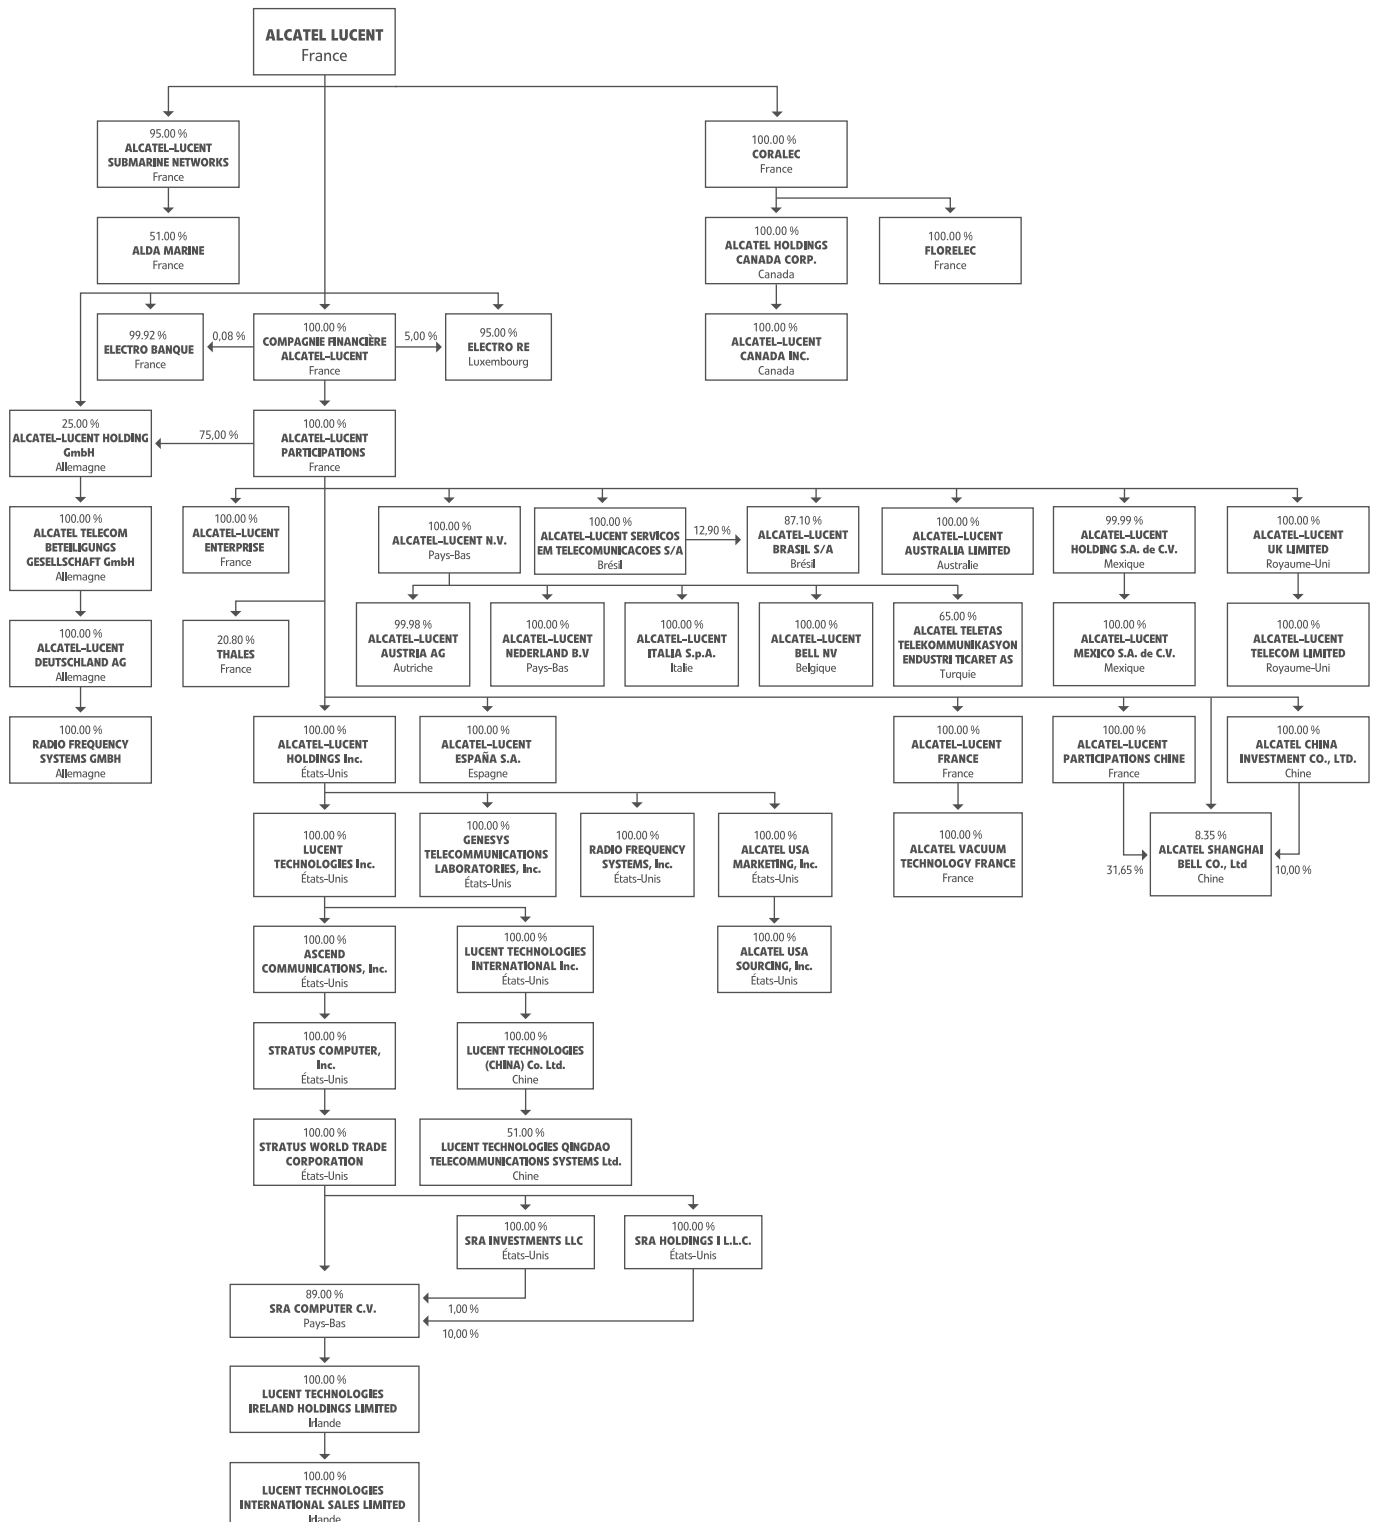 ALCATEL LUCENT
France
95.00 %
ALCATEL–LUCENT
SUBMARINE NETWORKS
France
100.00 %
CORALEC
France
51.00 %
ALDA MARINE
France
100.00 %
ALCATEL HOLDINGS
CANADA CORP.
Canada
100.00 %
FLORELEC
France
99.92 %
ELECTRO BANQUE
France
0,08 %
100.00 %
COMPAGNIE FINANCIÈRE
ALCATEL–LUCENT
France
5,00 %
95.00 %
ELECTRO RE
Luxembourg
100.00 %
ALCATEL–LUCENT
CANADA INC.
Canada
25.00 %
ALCATEL–LUCENT HOLDING
GmbH
Allemagne
75,00 %
100.00 %
ALCATEL–LUCENT
PARTICIPATIONS
France
100.00 %
ALCATEL TELECOM
BETEILIGUNGS
GESELLSCHAFT GmbH
Allemagne
100.00 %
ALCATEL–LUCENT
ENTERPRISE
France
100.00 %
ALCATEL–LUCENT N.V.
Pays-Bas
100.00 %
ALCATEL–LUCENT SERVICOS
EM TELECOMUNICACOES S/A
Brésil
12,90 %
87.10 %
ALCATEL–LUCENT
BRASIL S/A
Brésil
100.00 %
ALCATEL–LUCENT
AUSTRALIA LIMITED
Australie
99.99 %
ALCATEL–LUCENT
HOLDING S.A. de C.V.
Mexique
100.00 %
ALCATEL–LUCENT
UK LIMITED
Royaume-Uni
100.00 %
ALCATEL–LUCENT
DEUTSCHLAND AG
Allemagne
20.80 %
THALES
France
99.98 %
ALCATEL–LUCENT
AUSTRIA AG
Autriche
100.00 %
ALCATEL–LUCENT
NEDERLAND B.V
Pays-Bas
100.00 %
ALCATEL–LUCENT
ITALIA S.p.A.
Italie
100.00 %
ALCATEL–LUCENT
BELL NV
Belgique
65.00 %
ALCATEL TELETAS
TELEKOMMUNIKASYON
ENDUSTRI TICARET AS
Turquie
100.00 %
ALCATEL–LUCENT
MEXICO S.A. de C.V.
Mexique
100.00 %
ALCATEL–LUCENT
TELECOM LIMITED
Royaume-Uni
100.00 %
RADIO FREQUENCY
SYSTEMS GMBH
Allemagne
100.00 %
ALCATEL–LUCENT
HOLDINGS Inc.
États-Unis
100.00 %
ALCATEL–LUCENT
ESPAÑA S.A.
Espagne
100.00 %
ALCATEL–LUCENT
FRANCE
France
100.00 %
ALCATEL–LUCENT
PARTICIPATIONS CHINE
France
100.00 %
ALCATEL CHINA
INVESTMENT CO., LTD.
Chine
100.00 %
LUCENT
TECHNOLOGIES Inc.
États-Unis
100.00 %
GENESYS
TELECOMMUNICATIONS
LABORATORIES, Inc.
États-Unis
100.00 %
RADIO FREQUENCY
SYSTEMS, Inc.
États-Unis
100.00 %
ALCATEL USA
MARKETING, Inc.
États-Unis
100.00 %
ALCATEL VACUUM
TECHNOLOGY FRANCE
France
31,65 %
8.35 %
ALCATEL SHANGHAI
BELL CO., Ltd
Chine
10,00 %
100.00 %
ASCEND
COMMUNICATIONS, Inc.
États-Unis
100.00 %
LUCENT TECHNOLOGIES
INTERNATIONAL Inc.
États-Unis
100.00 %
ALCATEL USA
SOURCING, Inc.
États-Unis
100.00 %
STRATUS COMPUTER,
Inc.
États-Unis
100.00 %
LUCENT TECHNOLOGIES
(CHINA) Co. Ltd.
Chine
100.00 %
STRATUS WORLD TRADE
CORPORATION
États-Unis
51.00 %
LUCENT TECHNOLOGIES QINGDAO
TELECOMMUNICATIONS SYSTEMS Ltd.
Chine
100.00 %
SRA INVESTMENTS LLC
États-Unis
100.00 %
SRA HOLDINGS I L.L.C.
États-Unis
89.00 %
SRA COMPUTER C.V.
Pays-Bas
1,00 %
10,00 %
100.00 %
LUCENT TECHNOLOGIES
IRELAND HOLDINGS LIMITED
Irlande
100.00 %
LUCENT TECHNOLOGIES
INTERNATIONAL SALES LIMITED
Irlande